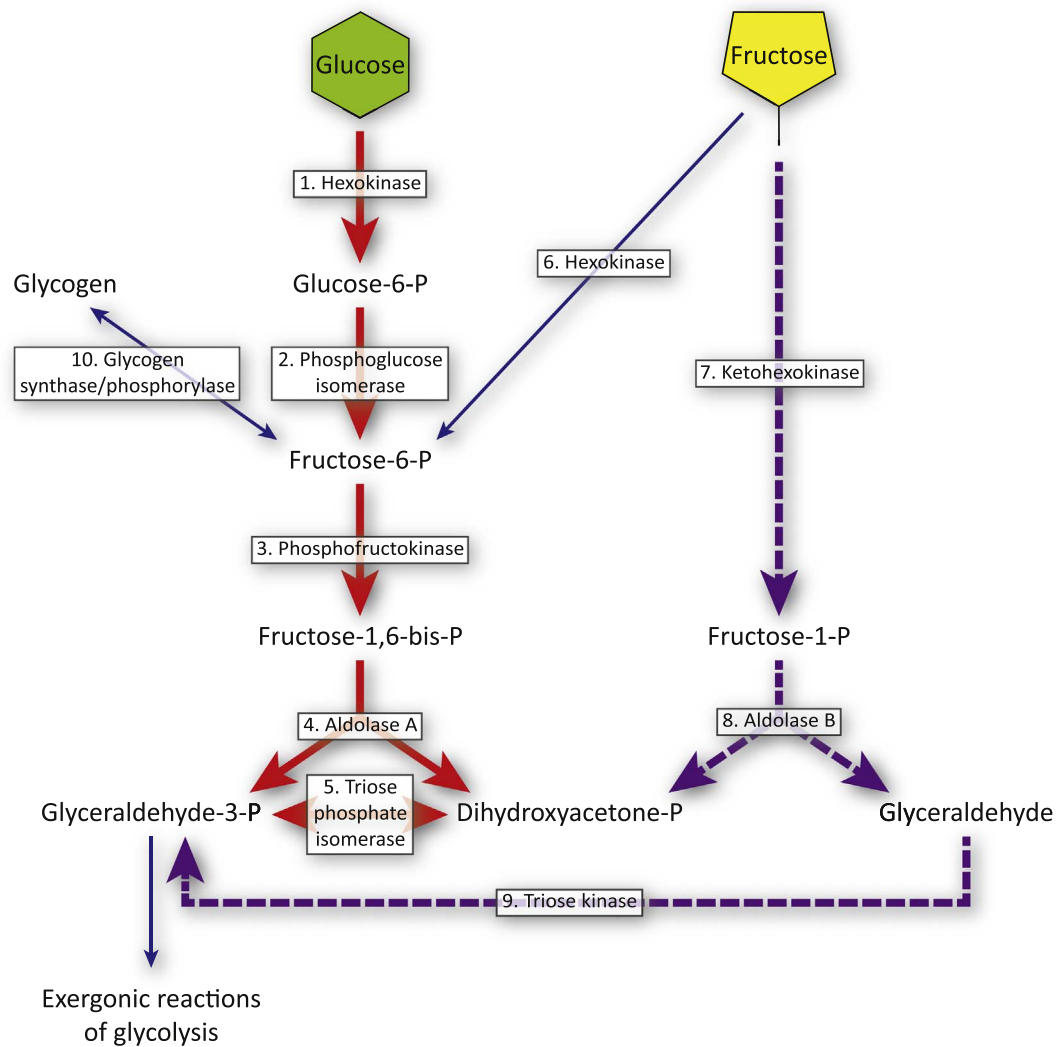 Glucose
Fructose
1. Hexokinase
6. Hexokinase
Glycogen
Glucose-6-P
10. Glycogen
synthase/phosphorylase
2. Phosphoglucose
isomerase
7. Ketohexokinase
Fructose-6-P
3. Phosphofructokinase
Fructose-1,6-bis-P
Fructose-1-P
4. Aldolase A
8. Aldolase B
5. Triose
phosphate
isomerase
Glyceraldehyde-3-P
Dihydroxyacetone-P
Glyceraldehyde
9. Triose kinase
Exergonic reactions
of glycolysis